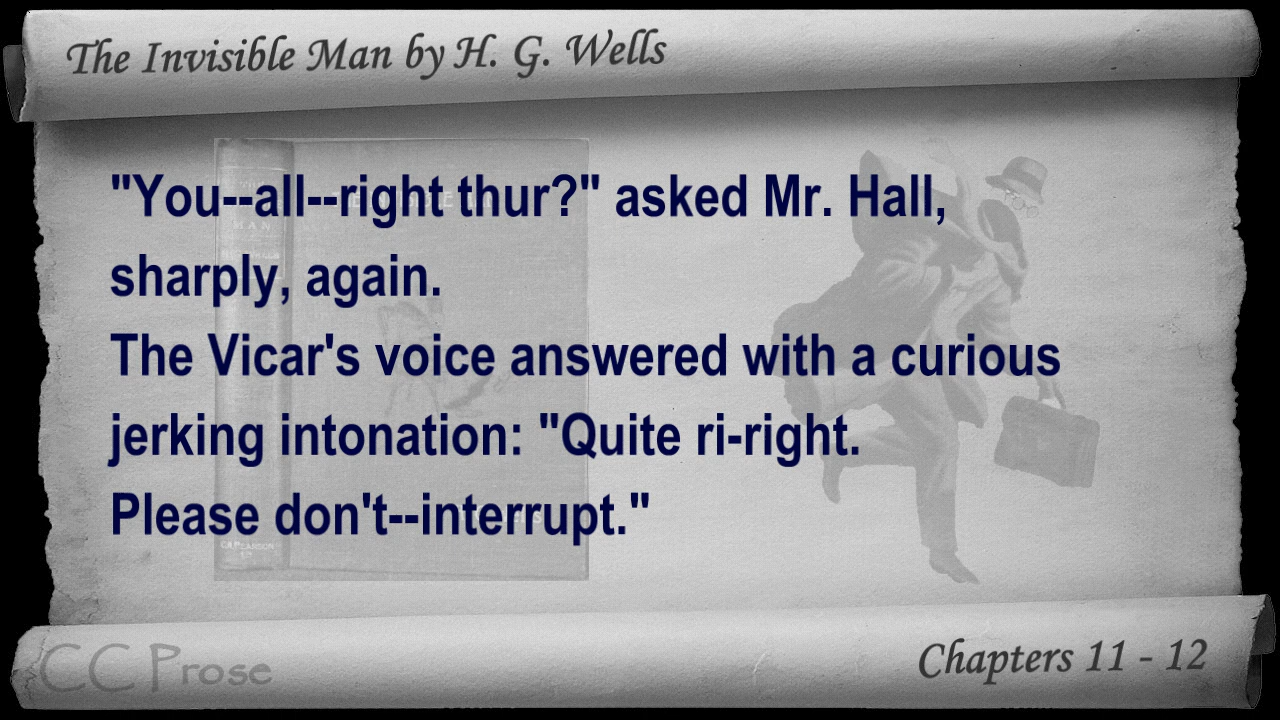 The Invisible Man by H. G. Wells
"You--all--right thur?" asked Mr. Hall,
sharply, again.
The Vicar's voice answered with a curious
jerking intonation: "Quite ri-right.
Please don't--interrupt."
CC Prose
Chapters 11 - 12